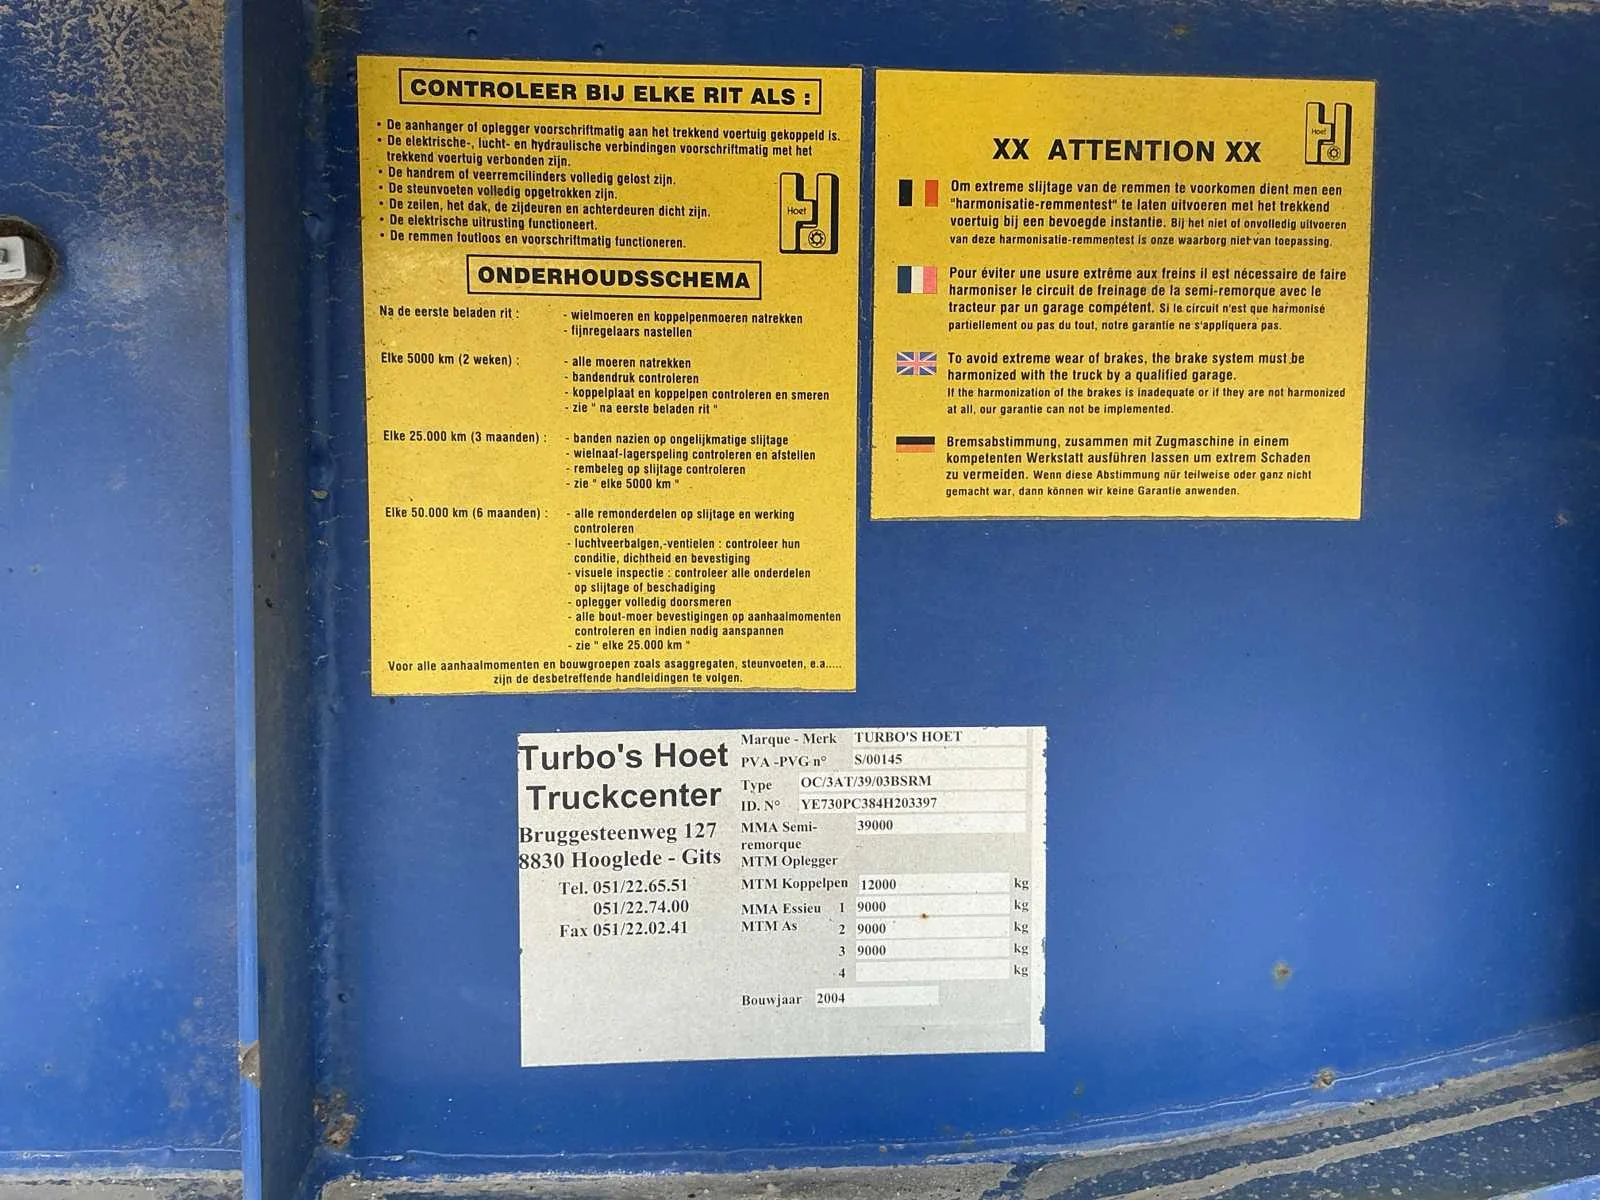 CONTROLEER BIJ ELKE RIT ALS :
• De aanhanger of oplegger voorschriftmatig aan het trekkend voertuig gekoppeld is.
• De elektrische-, lucht- en hydraulische verbindingen voorschriftmatig met het
trekkend voertuig verbonden zijn.
• De handrem of veerremcilinders volledig gelost zijn.
• De steunvoeten volledig opgetrokken zijn.
• De zeilen, het dak, de zijdeuren en achterdeuren dicht zijn.
• De elektrische uitrusting functioneert.
• De remmen foutloos en voorschriftmatig functioneren.
Hoet
ONDERHOUDSSCHEMA
Na de eerste beladen rit : - wielmoeren en koppelpenmoeren natrekken
- fijnregelaars nastellen
Elke 5000 km (2 weken) : - alle moeren natrekken
- bandendruk controleren
- koppelplaat en koppelpen controleren en smeren
- zie " na eerste beladen rit "
Elke 25.000 km (3 maanden) : - banden nazien op ongelijkmatige slijtage
- wielnaaf-lagerspeling controleren en afstellen
- rembeleg op slijtage controleren
- zie " elke 5000 km "
Elke 50.000 km (6 maanden) : - alle remonderdelen op slijtage en werking
controleren
- luchtveerbalgen,-ventielen : controleer hun
conditie, dichtheid en bevestiging
- visuele inspectie : controleer alle onderdelen
op slijtage of beschadiging
- oplegger volledig doorsmeren
- alle bout-moer bevestigingen op aanhaalmomenten
controleren en indien nodig aanspannen
- zie " elke 25.000 km "
Voor alle aanhaalmomenten en bouwgroepen zoals asaggregaten, steunvoeten, e.a.....
zijn de desbetreffende handleidingen te volgen.
Hoet
XX ATTENTION XX
Om extreme slijtage van de remmen te voorkomen dient men een
"harmonisatie-remmentest" te laten uitvoeren met het trekkend
voertuig bij een bevoegde instantie. Bij het niet of onvolledig uitvoeren
van deze harmonisatie-remmentest is onze waarborg niet van toepassing.
Pour éviter une usure extrême aux freins il est nécessaire de faire
harmoniser le circuit de freinage de la semi-remorque avec le
tracteur par un garage compétent. Si le circuit n'est que harmonisé
partiellement ou pas du tout, notre garantie ne s'appliquera pas.
To avoid extreme wear of brakes, the brake system must be
harmonized with the truck by a qualified garage.
If the harmonization of the brakes is inadequate or if they are not harmonized
at all, our garantie can not be implemented.
Bremsabstimmung, zusammen mit Zugmaschine in einem
kompetenten Werkstatt ausführen lassen um extrem Schaden
zu vermeiden. Wenn diese Abstimmung nür teilweise oder ganz nicht
gemacht war, dann können wir keine Garantie anwenden.
Turbo's Hoet
Truckcenter
Bruggesteenweg 127
8830 Hooglede - Gits
Tel. 051/22.65.51
051/22.74.00
Fax 051/22.02.41
Marque - Merk TURBO'S HOET
PVA -PVG n° S/00145
Type OC/3AT/39/03BSRM
ID. N° YE730PC384H203397
MMA Semi- 39000
remorque
MTM Oplegger
MTM Koppelpen 12000 kg
MMA Essieu 1 9000 kg
MTM As 2 9000 kg
3 9000 kg
4 kg
Bouwjaar 2004